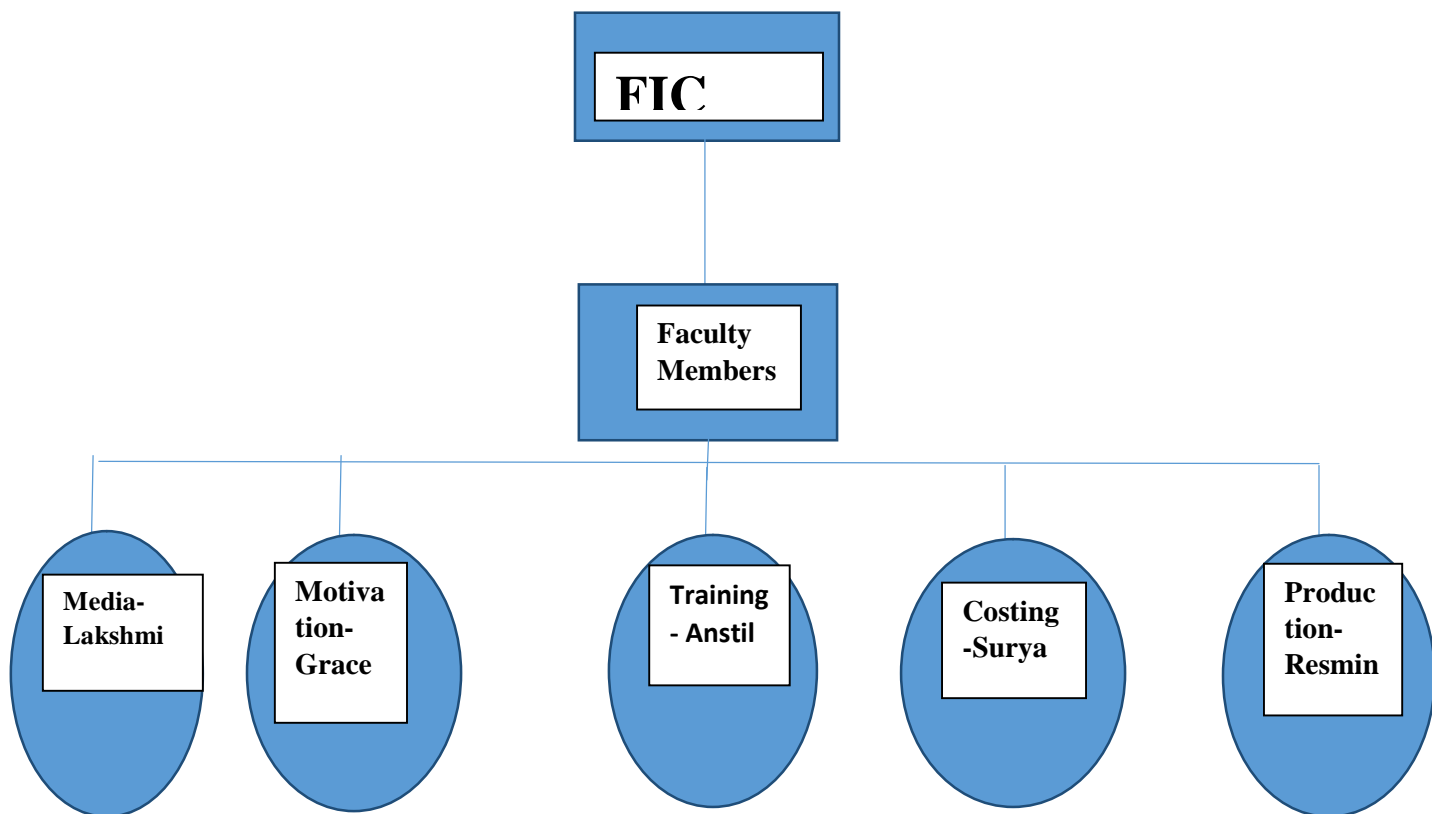 FIC
Faculty
Members
Media-
Lakshmi
Motiva
tion-
Grace
Training
- Anstil
Costing
-Surya
Produc
tion-
Resmin